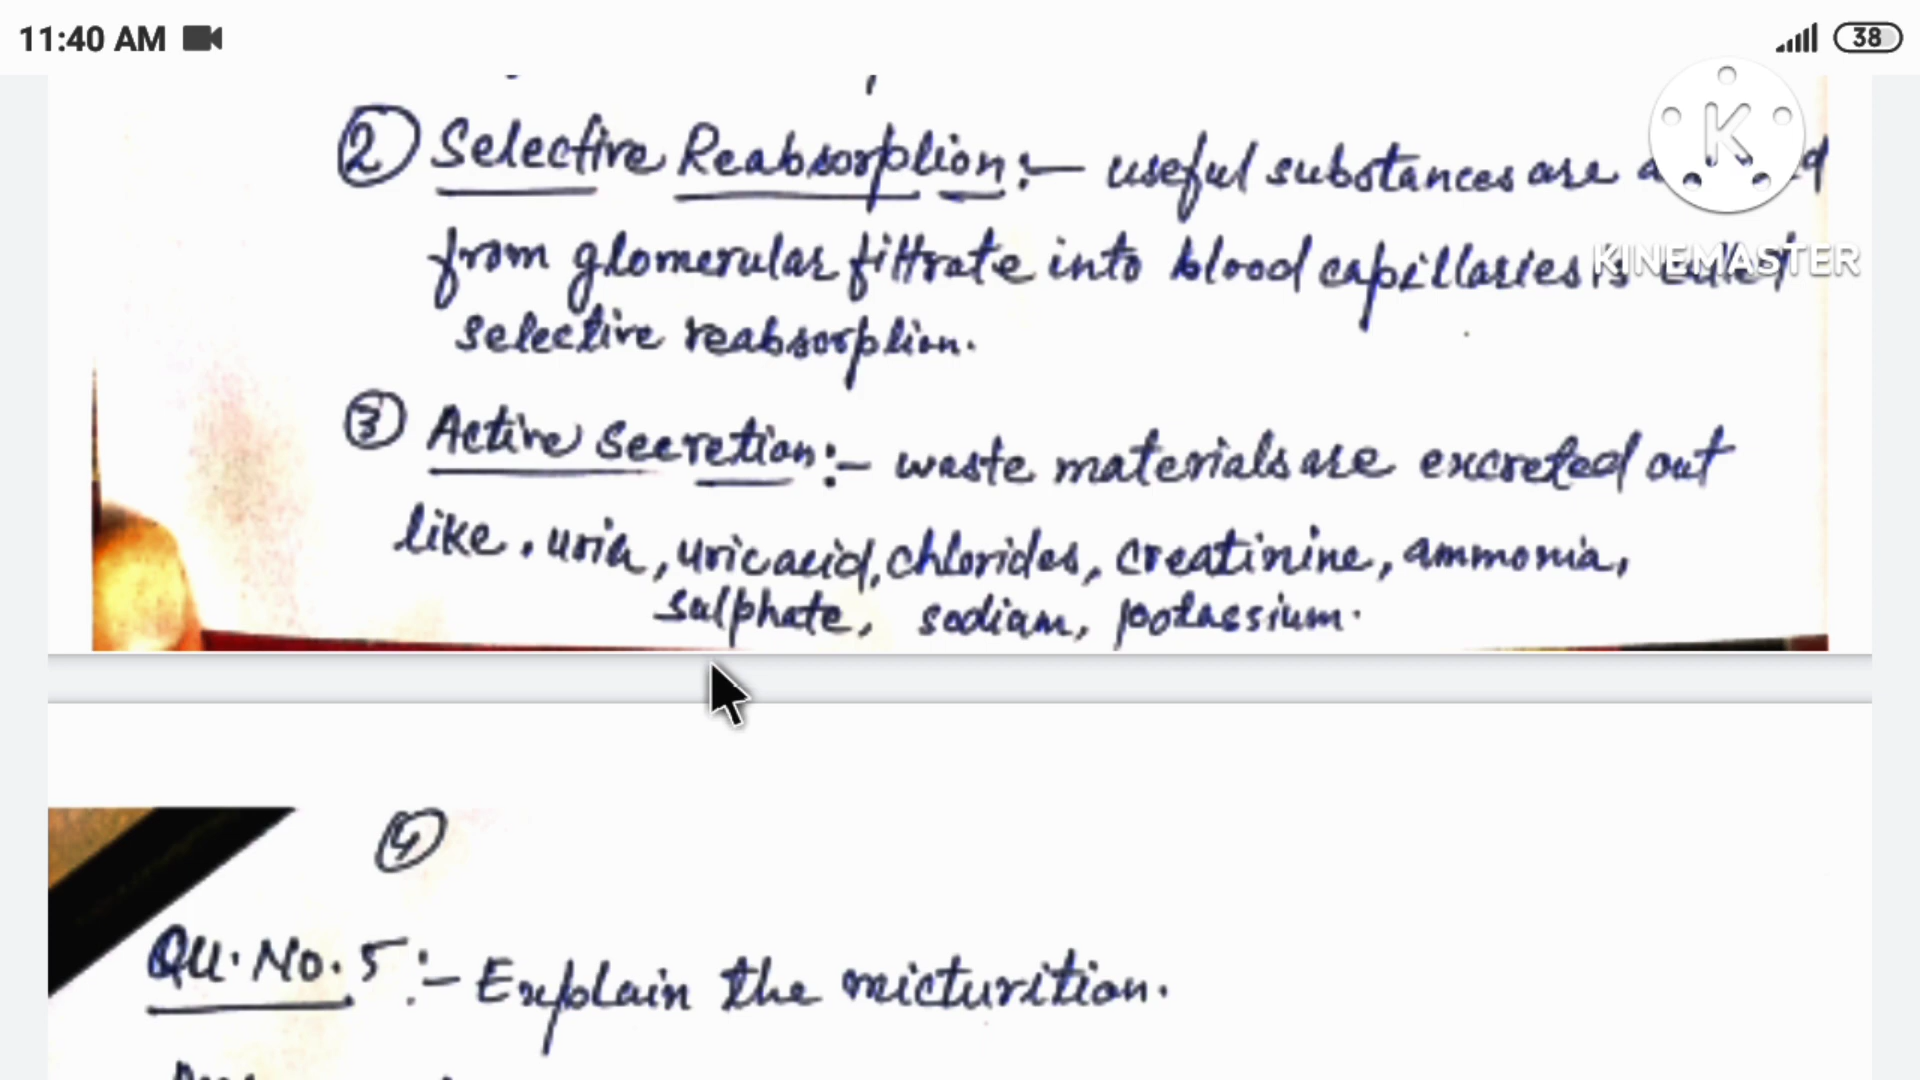 11:40 AM
38
② Selective Reabsorption :- useful substances are
from glomerular filtrate into blood capillaries is called
selective reabsorption.
K
KINEMASTER
③ Active Secretion :- waste materials are excreted out
like, uria, uric acid, chlorides, creatinine, ammonia,
sulphate, sodium, potassium.
Qu. No. 5 :- Explain the micturition.